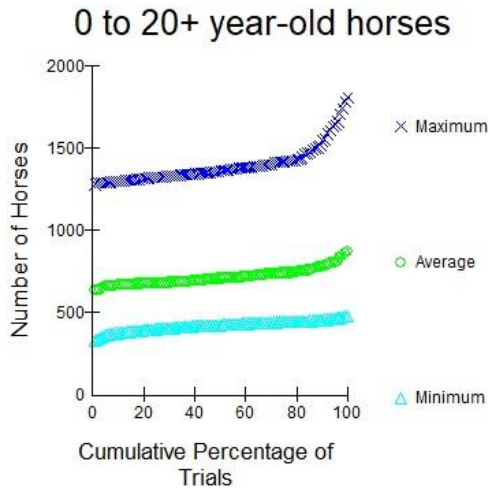 0 to 20+ year-old horses
2000
1500
1000
500
0
Number of Horses
0 20 40 60 80 100
Cumulative Percentage of
Trials
Maximum
Average
Minimum